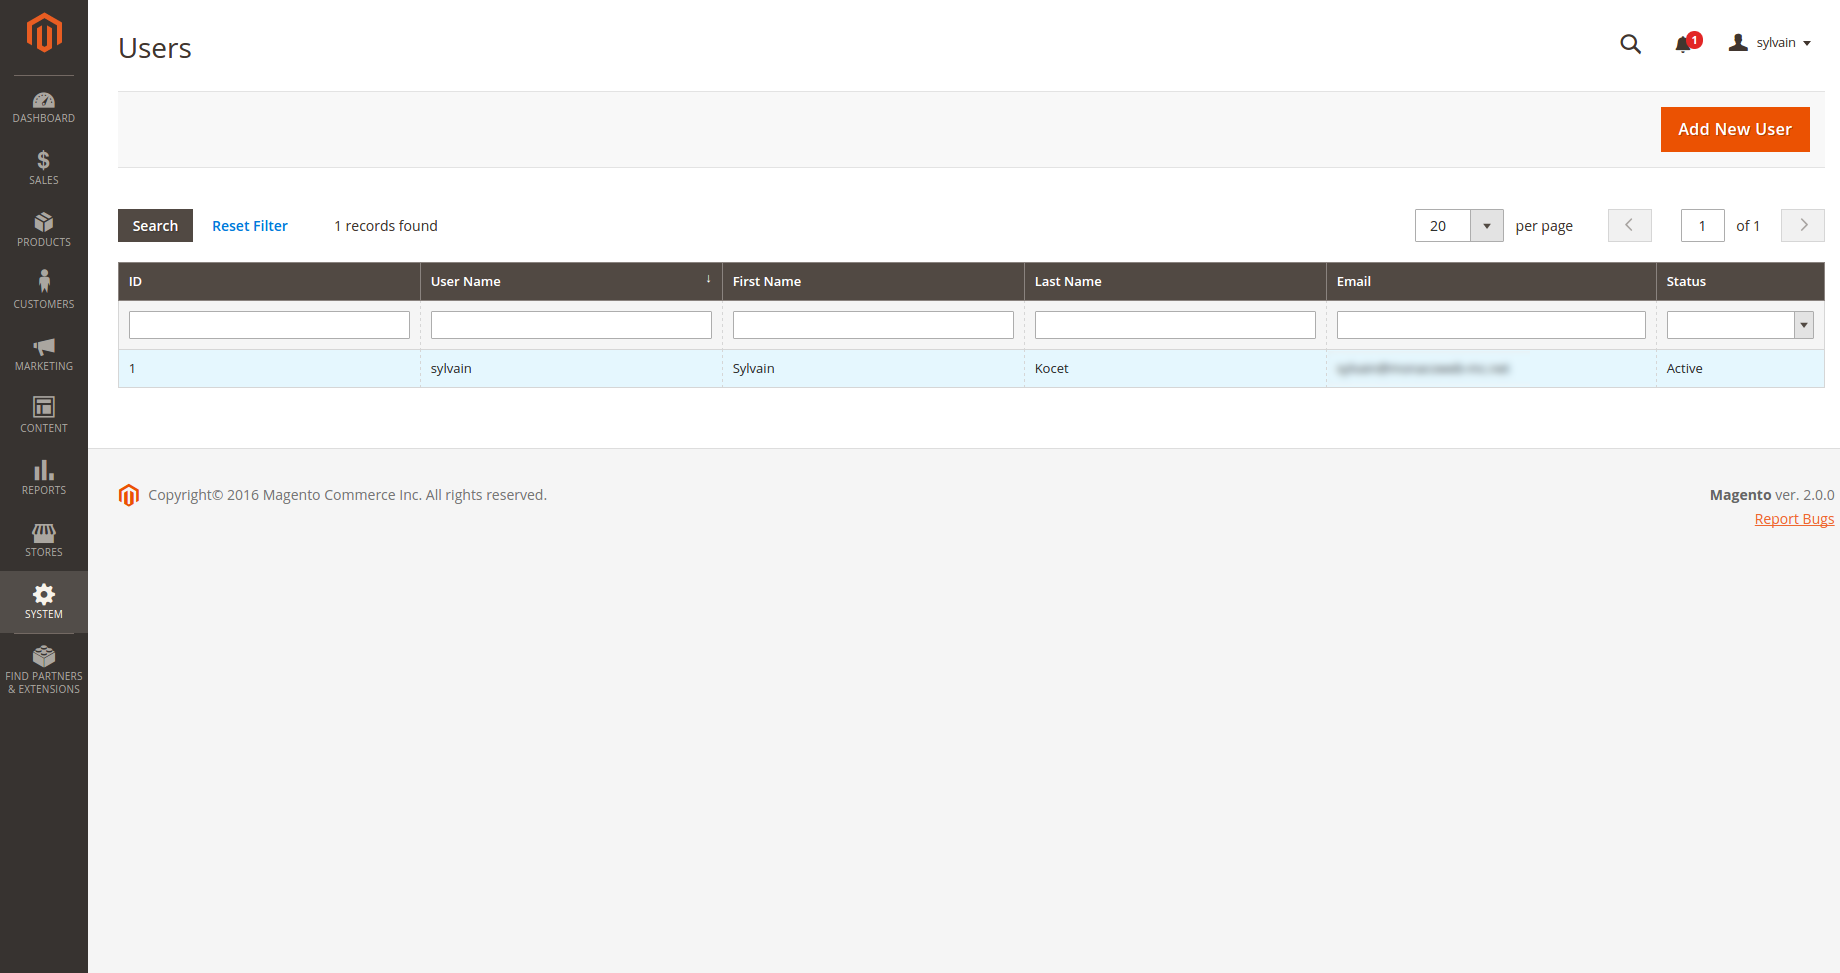 Users
1
sylvain
DASHBOARD
SALES
PRODUCTS
CUSTOMERS
MARKETING
CONTENT
REPORTS
STORES
SYSTEM
FIND PARTNERS
& EXTENSIONS
Add New User
Search Reset Filter 1 records found 20 per page 1 of 1
ID User Name First Name Last Name Email Status
1 sylvain Sylvain Kocet Active
Copyright© 2016 Magento Commerce Inc. All rights reserved.
Magento ver. 2.0.0
Report Bugs